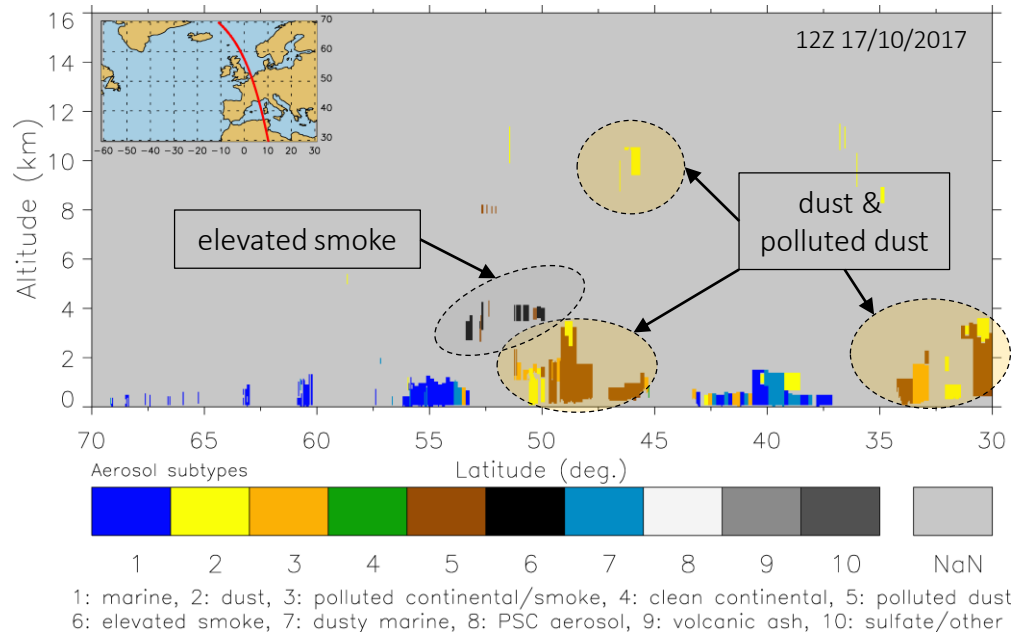 12Z 17/10/2017
70
60
50
40
30
−60 −50 −40 −30 −20 −10 0 10 20 30
Altitude (km)
16
14
12
10
8
6
4
2
0
elevated smoke
dust &
polluted dust
70 65 60 55 50 45 40 35 30
Latitude (deg.)
Aerosol subtypes
1 2 3 4 5 6 7 8 9 10 NaN
1: marine, 2: dust, 3: polluted continental/smoke, 4: clean continental, 5: polluted dust
6: elevated smoke, 7: dusty marine, 8: PSC aerosol, 9: volcanic ash, 10: sulfate/other